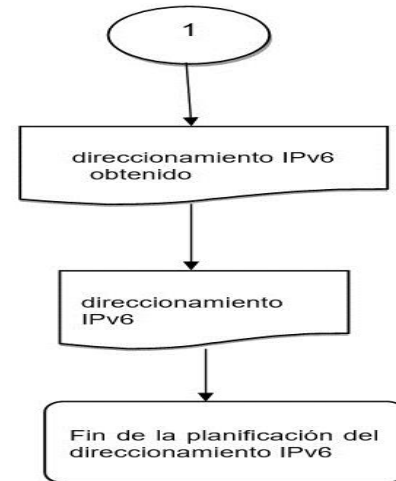 1
direccionamiento IPv6
obtenido
direccionamiento
IPv6
Fin de la planificación del
direccionamiento IPv6